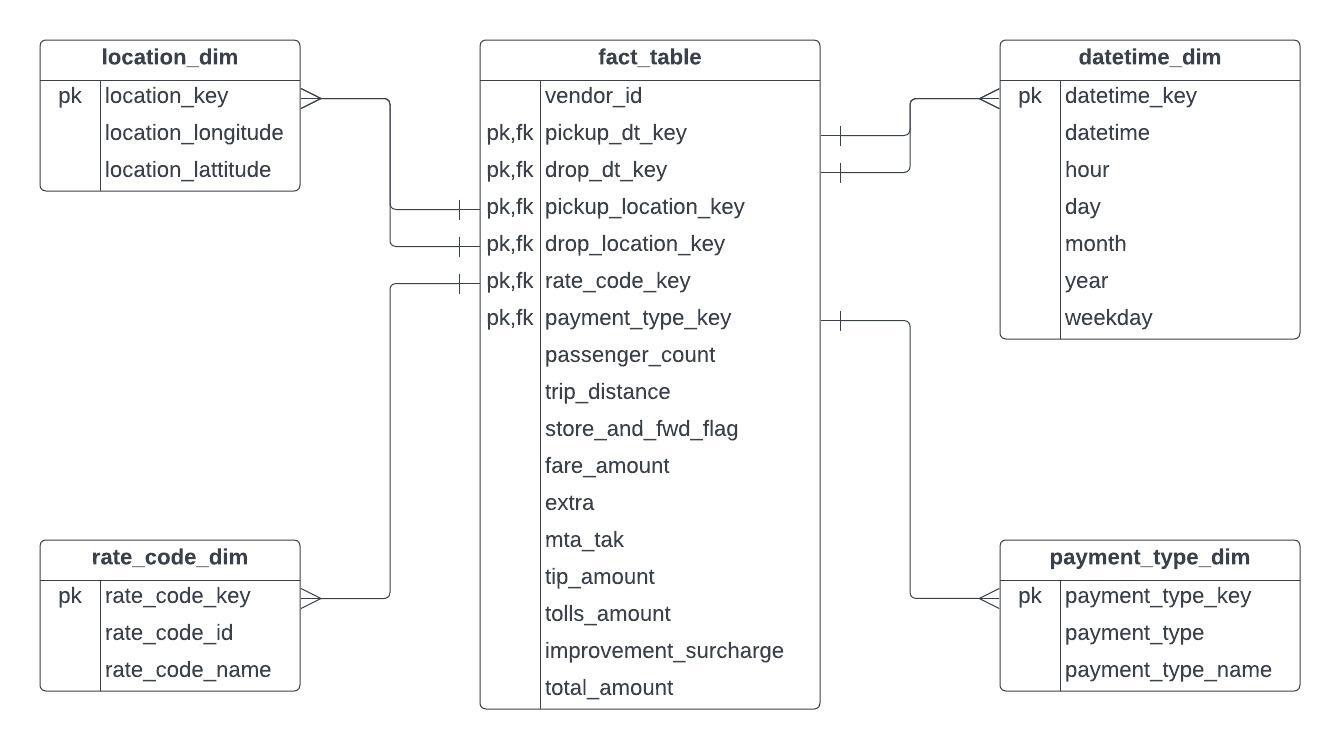 location_dim
pk location_key
location_longitude
location_lattitude
fact_table
vendor_id
pk,fk pickup_dt_key
pk,fk drop_dt_key
pk,fk pickup_location_key
pk,fk drop_location_key
pk,fk rate_code_key
pk,fk payment_type_key
passenger_count
trip_distance
store_and_fwd_flag
fare_amount
extra
mta_tak
tip_amount
tolls_amount
improvement_surcharge
total_amount
datetime_dim
pk datetime_key
datetime
hour
day
month
year
weekday
rate_code_dim
pk rate_code_key
rate_code_id
rate_code_name
payment_type_dim
pk payment_type_key
payment_type
payment_type_name